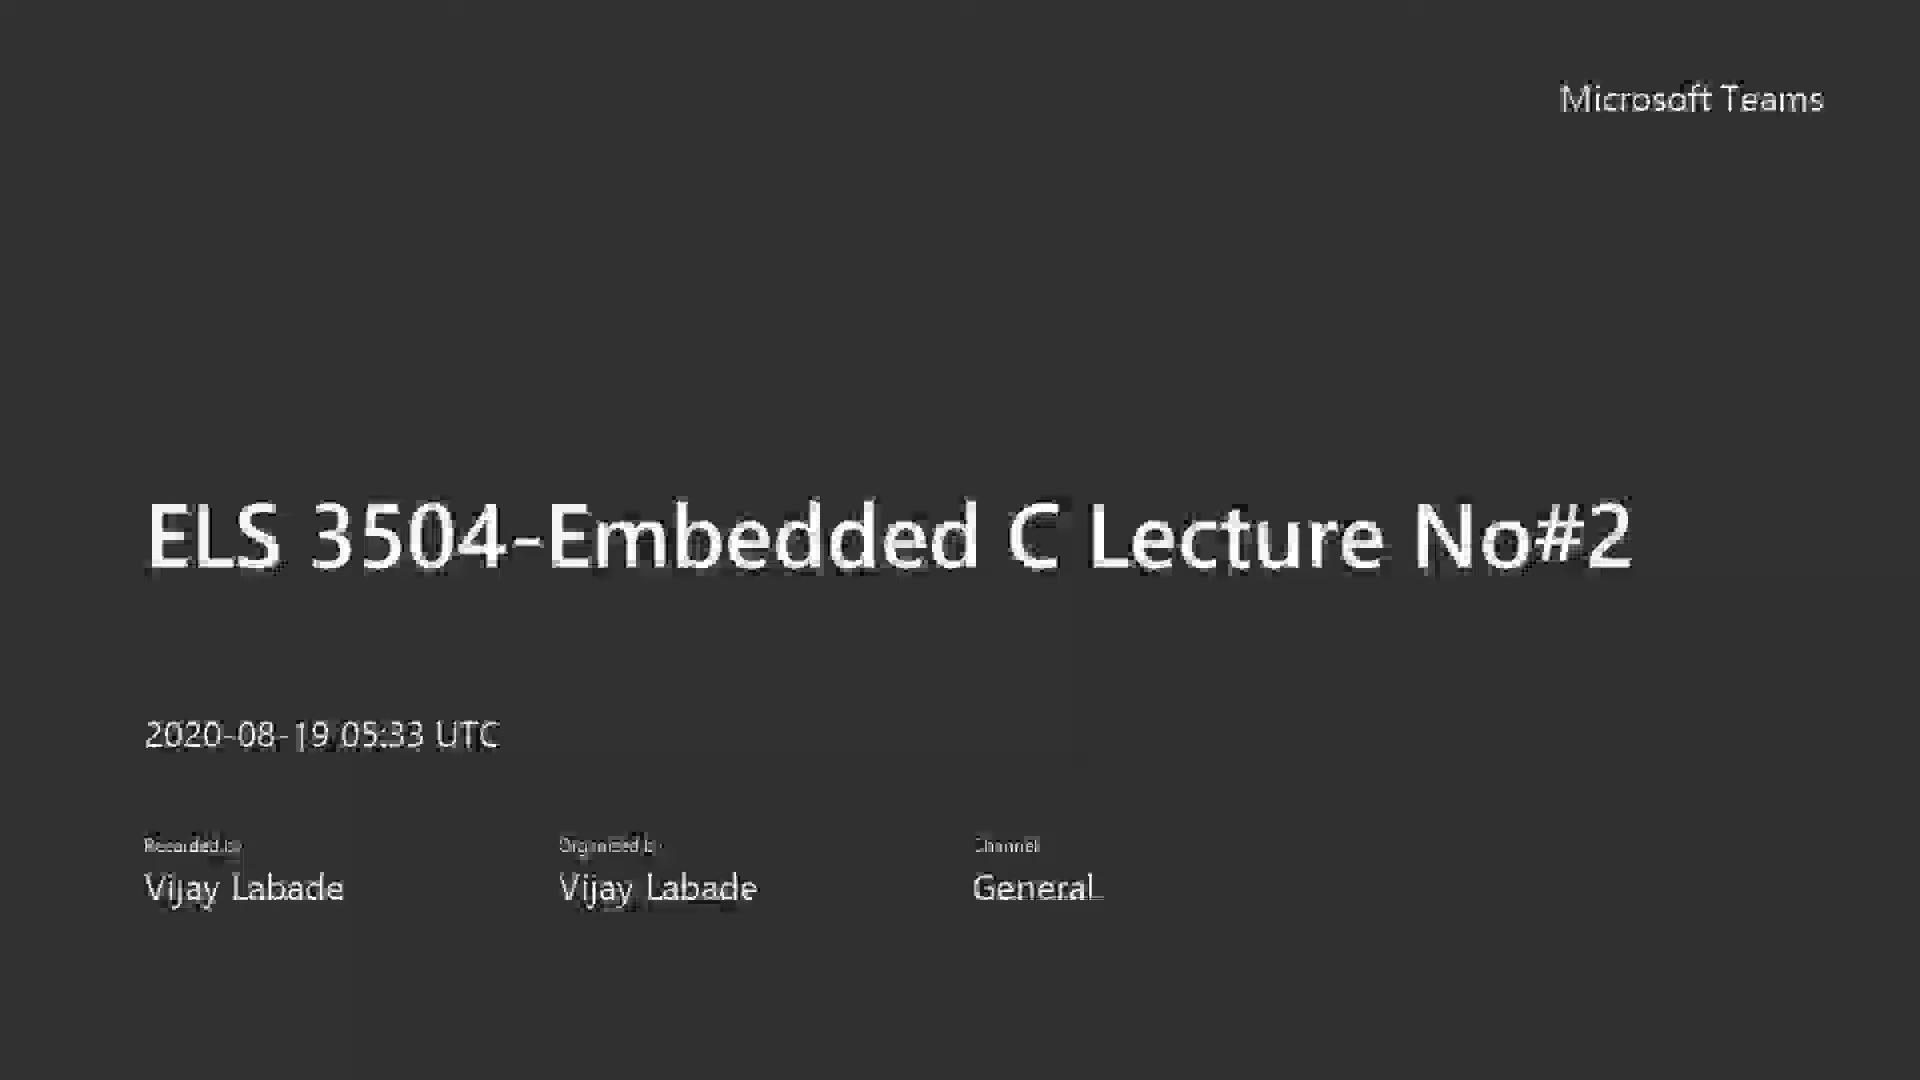 Microsoft Teams
ELS 3504-Embedded C Lecture No#2
2020-08-19 05:33 UTC
Recorded by
Organized by
Channel
Vijay Labade
Vijay Labade
General